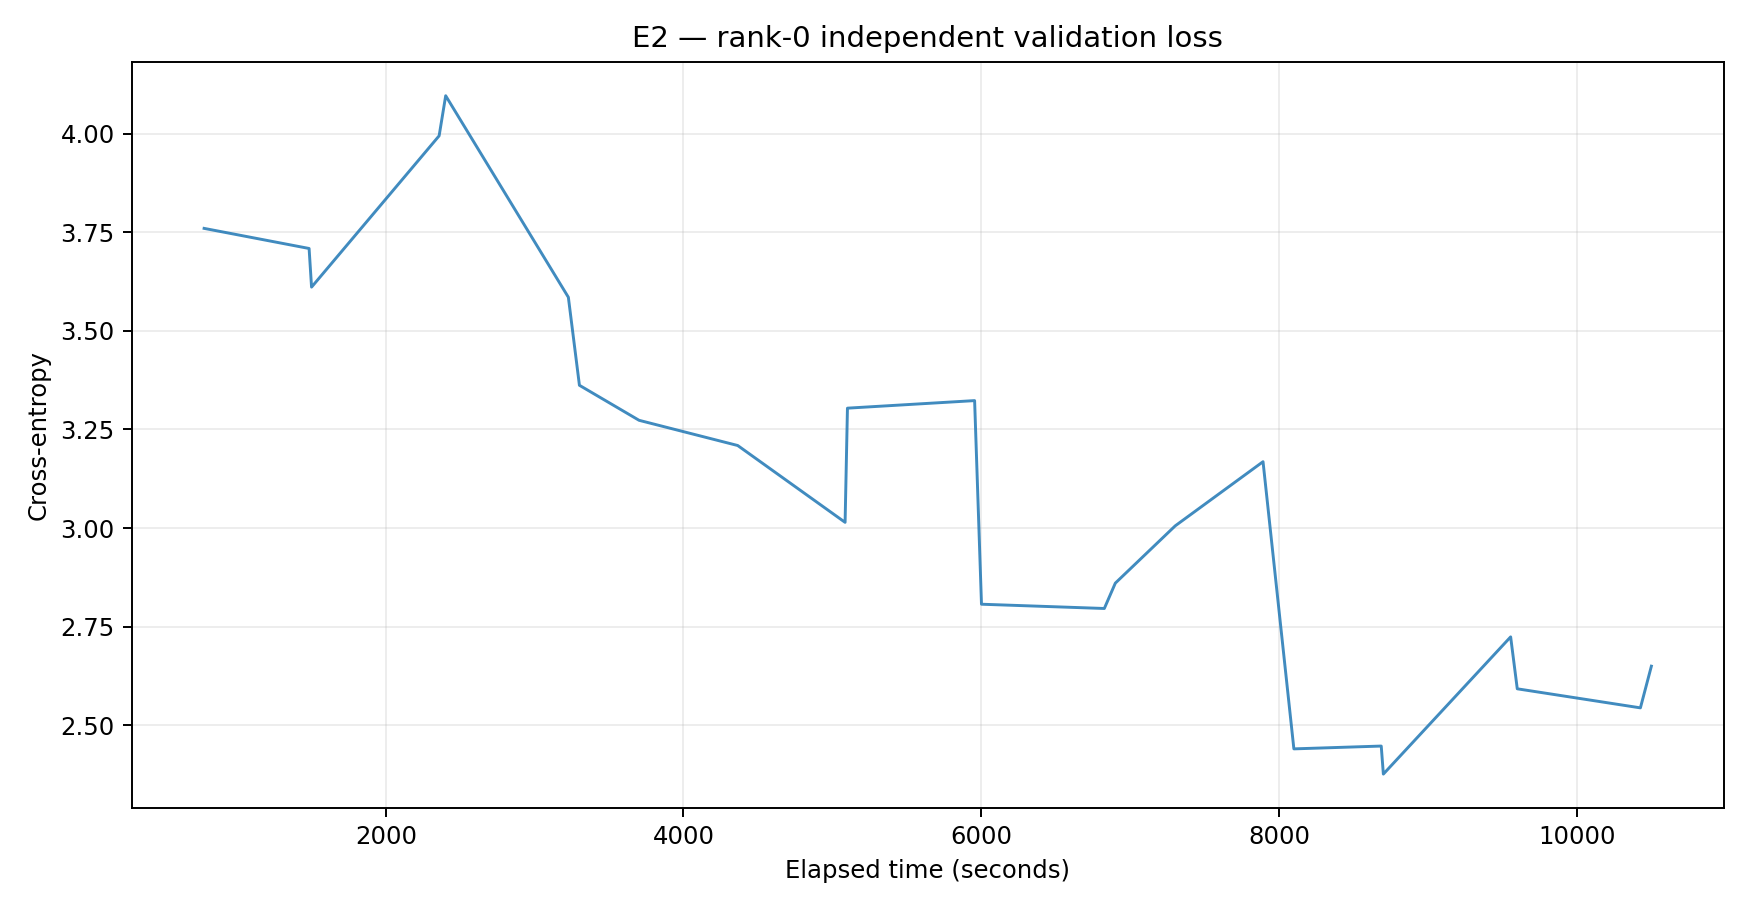 E2 — rank-0 independent validation loss
Cross-entropy
4.00
3.75
3.50
3.25
3.00
2.75
2.50
2000 4000 6000 8000 10000
Elapsed time (seconds)